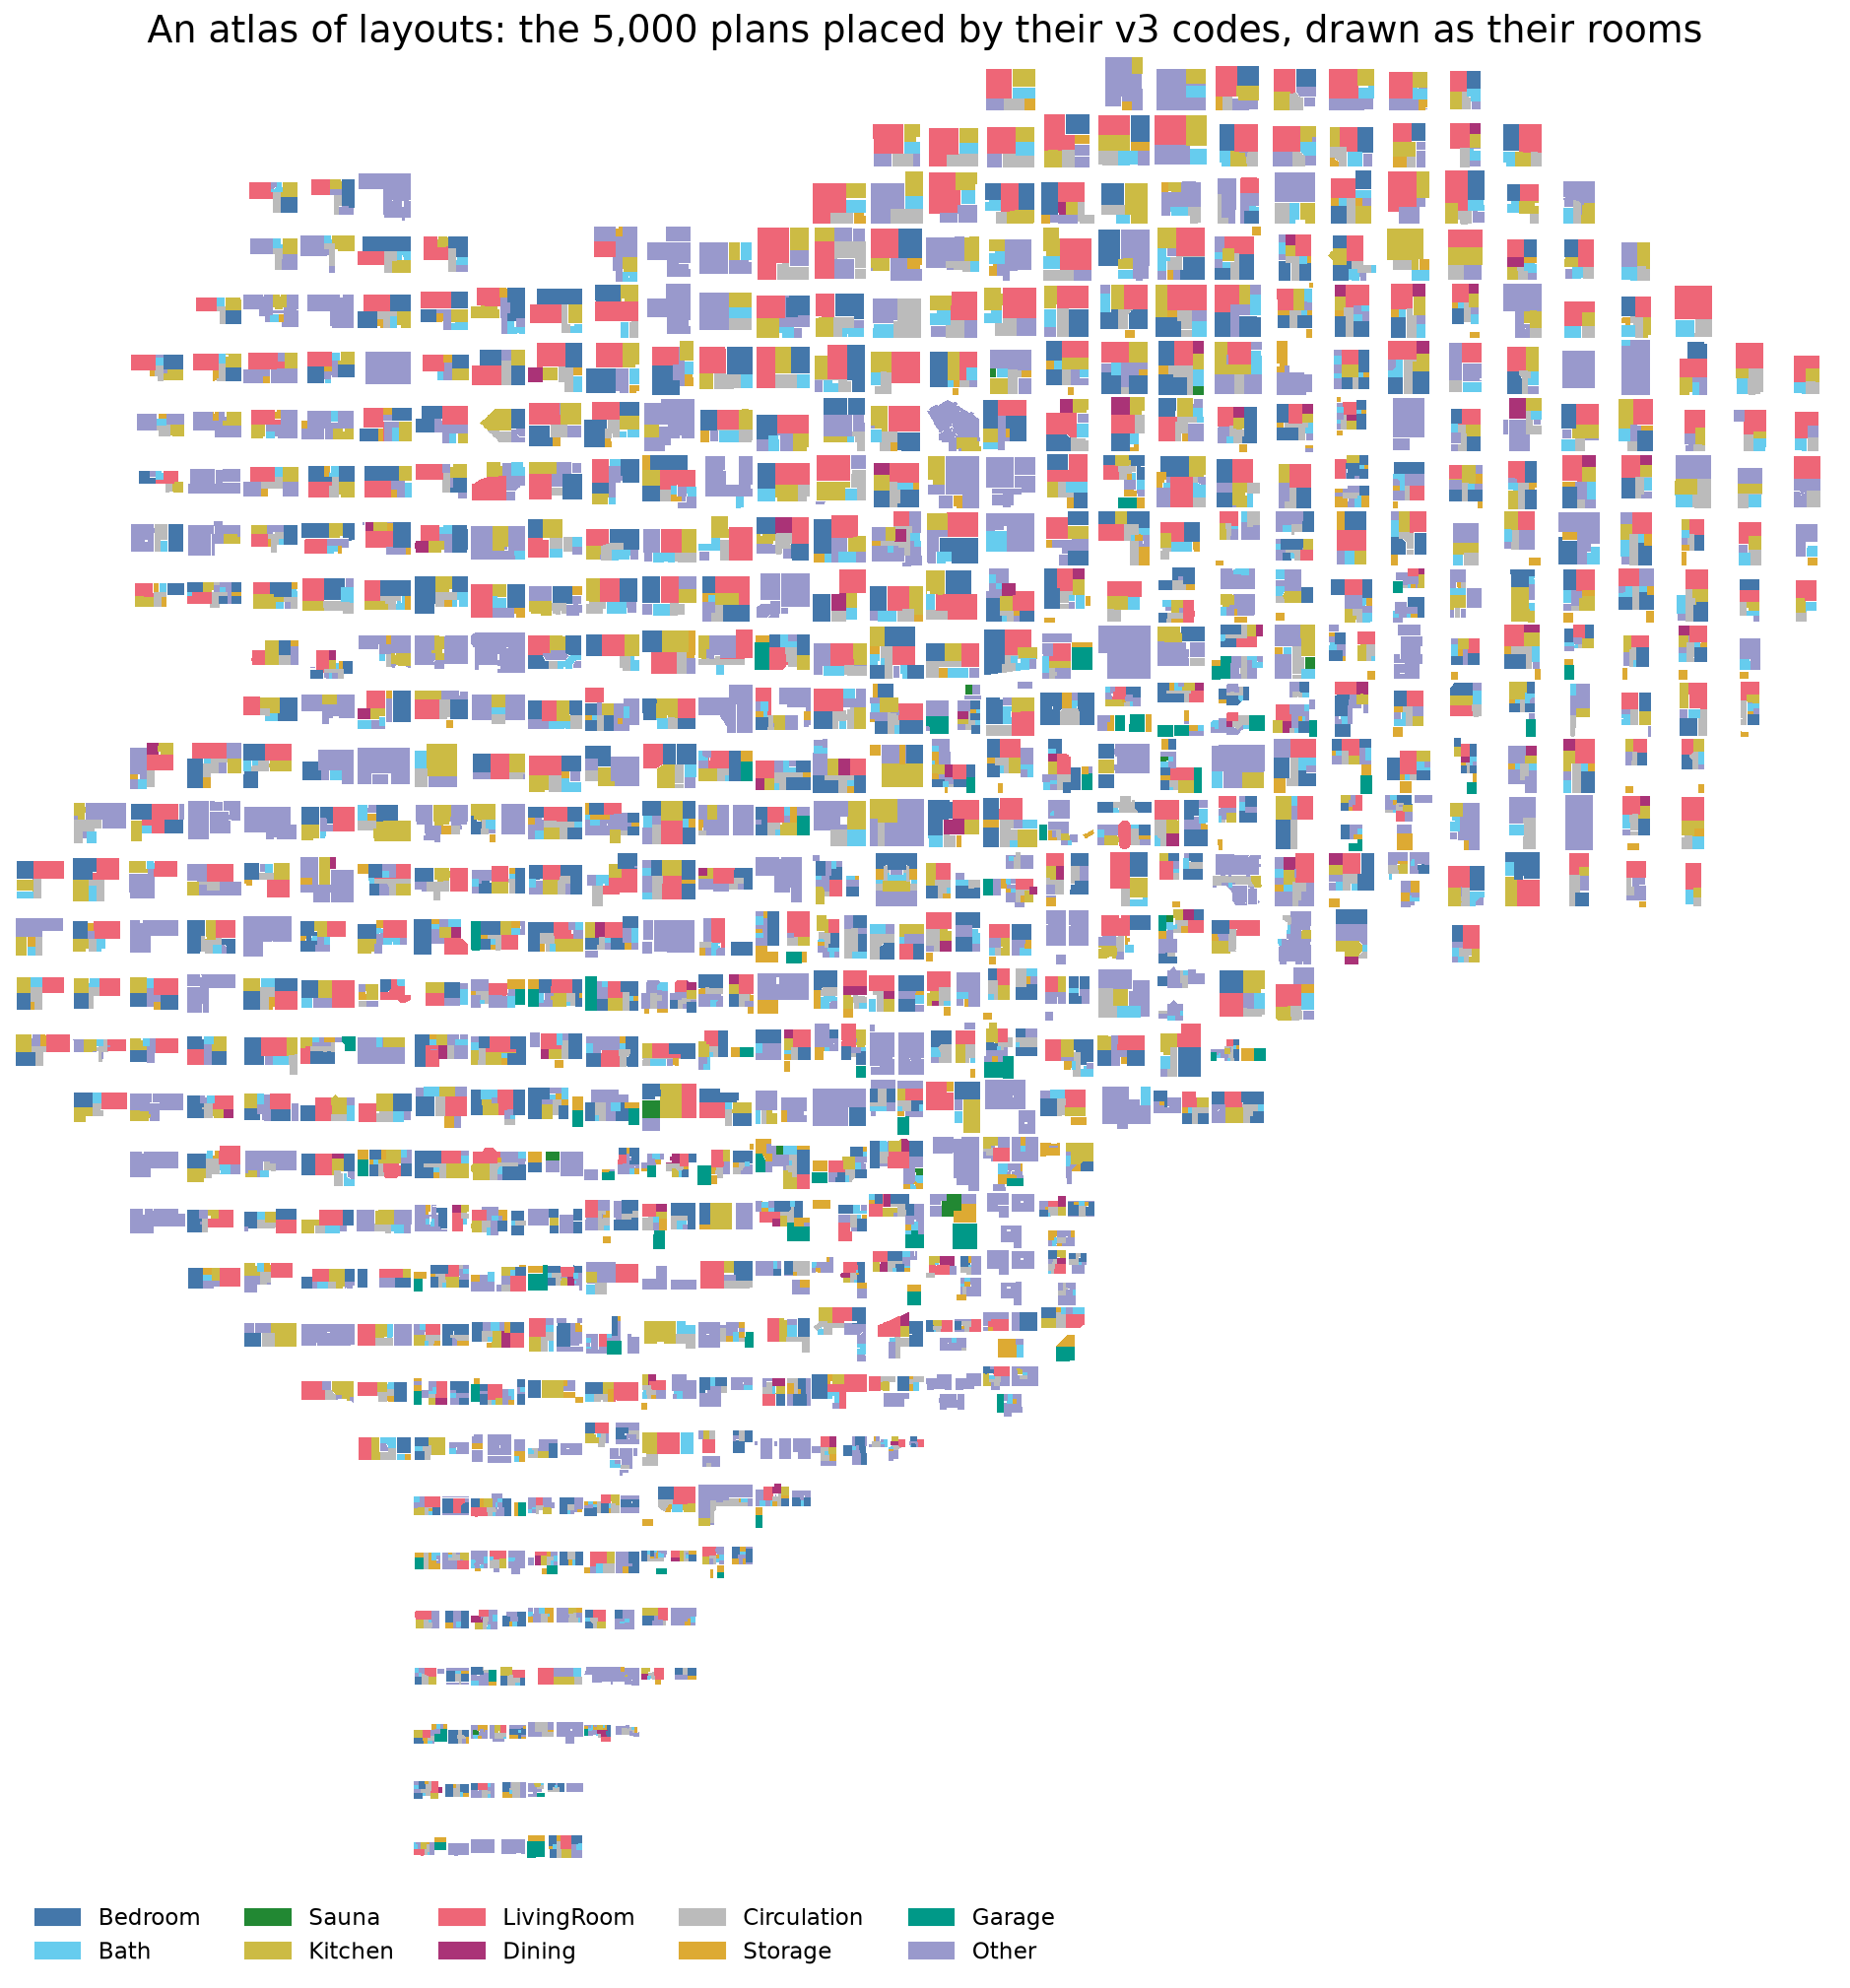 An atlas of layouts: the 5,000 plans placed by their v3 codes, drawn as their rooms
Bedroom Sauna LivingRoom Circulation Garage
Bath Kitchen Dining Storage Other